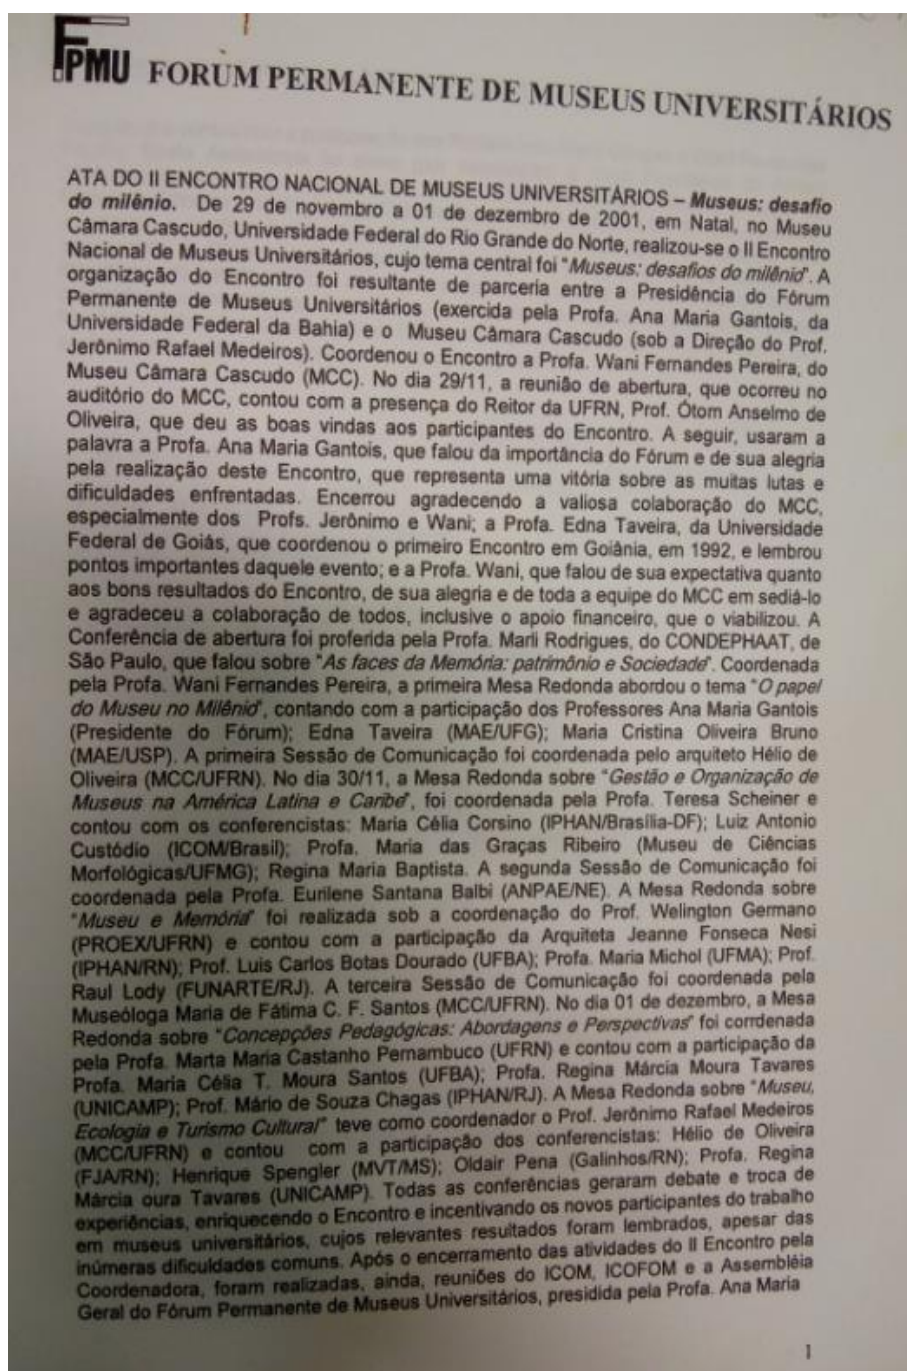 FPMU FORUM PERMANENTE DE MUSEUS UNIVERSITÁRIOS
ATA DO II ENCONTRO NACIONAL DE MUSEUS UNIVERSITÁRIOS – Museus: desafio
do milênio. De 29 de novembro a 01 de dezembro de 2001, em Natal, no Museu
Câmara Cascudo, Universidade Federal do Rio Grande do Norte, realizou-se o II Encontro
Nacional de Museus Universitários, cujo tema central foi "Museus: desafios do milênio". A
organização do Encontro foi resultante de parceria entre a Presidência do Fórum
Permanente de Museus Universitários (exercida pela Profa. Ana Maria Gantois, da
Universidade Federal da Bahia) e o Museu Câmara Cascudo (sob a Direção do Prof.
Jerônimo Rafael Medeiros). Coordenou o Encontro a Profa. Wani Fernandes Pereira, do
Museu Câmara Cascudo (MCC). No dia 29/11, a reunião de abertura, que ocorreu no
auditório do MCC, contou com a presença do Reitor da UFRN, Prof. Ótom Anselmo de
Oliveira, que deu as boas vindas aos participantes do Encontro. A seguir, usaram a
palavra a Profa. Ana Maria Gantois, que falou da importância do Fórum e de sua alegria
pela realização deste Encontro, que representa uma vitória sobre as muitas lutas e
dificuldades enfrentadas. Encerrou agradecendo a valiosa colaboração do MCC,
especialmente dos Profs. Jerônimo e Wani; a Profa. Edna Taveira, da Universidade
Federal de Goiás, que coordenou o primeiro Encontro em Goiânia, em 1992, e lembrou
pontos importantes daquele evento; e a Profa. Wani, que falou de sua expectativa quanto
aos bons resultados do Encontro, de sua alegria e de toda a equipe do MCC em sediá-lo
e agradeceu a colaboração de todos, inclusive o apoio financeiro, que o viabilizou. A
Conferência de abertura foi proferida pela Profa. Marli Rodrigues, do CONDEPHAAT, de
São Paulo, que falou sobre "As faces da Memória: patrimônio e Sociedade". Coordenada
pela Profa. Wani Fernandes Pereira, a primeira Mesa Redonda abordou o tema "O papel
do Museu no Milênio", contando com a participação dos Professores Ana Maria Gantois
(Presidente do Fórum); Edna Taveira (MAE/UFG); Maria Cristina Oliveira Bruno
(MAE/USP). A primeira Sessão de Comunicação foi coordenada pelo arquiteto Hélio de
Oliveira (MCC/UFRN). No dia 30/11, a Mesa Redonda sobre "Gestão e Organização de
Museus na América Latina e Caribe", foi coordenada pela Profa. Teresa Scheiner e
contou com os conferencistas: Maria Célia Corsino (IPHAN/Brasília-DF); Luiz Antonio
Custódio (ICOM/Brasil); Profa. Maria das Graças Ribeiro (Museu de Ciências
Morfológicas/UFMG); Regina Maria Baptista. A segunda Sessão de Comunicação foi
coordenada pela Profa. Eurilene Santana Balbi (ANPAE/NE). A Mesa Redonda sobre
"Museu e Memória" foi realizada sob a coordenação do Prof. Welington Germano
(PROEX/UFRN) e contou com a participação da Arquiteta Jeanne Fonseca Nesi
(IPHAN/RN); Prof. Luis Carlos Botas Dourado (UFBA); Profa. Maria Michol (UFMA); Prof.
Raul Lody (FUNARTE/RJ). A terceira Sessão de Comunicação foi coordenada pela
Museóloga Maria de Fátima C. F. Santos (MCC/UFRN). No dia 01 de dezembro, a Mesa
Redonda sobre "Concepções Pedagógicas: Abordagens e Perspectivas" foi corrdenada
pela Profa. Marta Maria Castanho Pernambuco (UFRN) e contou com a participação da
Profa. Maria Célia T. Moura Santos (UFBA); Profa. Regina Márcia Moura Tavares
(UNICAMP); Prof. Mário de Souza Chagas (IPHAN/RJ). A Mesa Redonda sobre "Museu,
Ecologia e Turismo Cultural" teve como coordenador o Prof. Jerônimo Rafael Medeiros
(MCC/UFRN) e contou com a participação dos conferencistas: Hélio de Oliveira
(FJA/RN); Henrique Spengler (MVT/MS); Oldair Pena (Galinhos/RN); Profa. Regina
Márcia oura Tavares (UNICAMP). Todas as conferências geraram debate e troca de
experiências, enriquecendo o Encontro e incentivando os novos participantes do trabalho
em museus universitários, cujos relevantes resultados foram lembrados, apesar das
inúmeras dificuldades comuns. Após o encerramento das atividades do II Encontro pela
Coordenadora, foram realizadas, ainda, reuniões do ICOM, ICOFOM e a Assembléia
Geral do Fórum Permanente de Museus Universitários, presidida pela Profa. Ana Maria
1